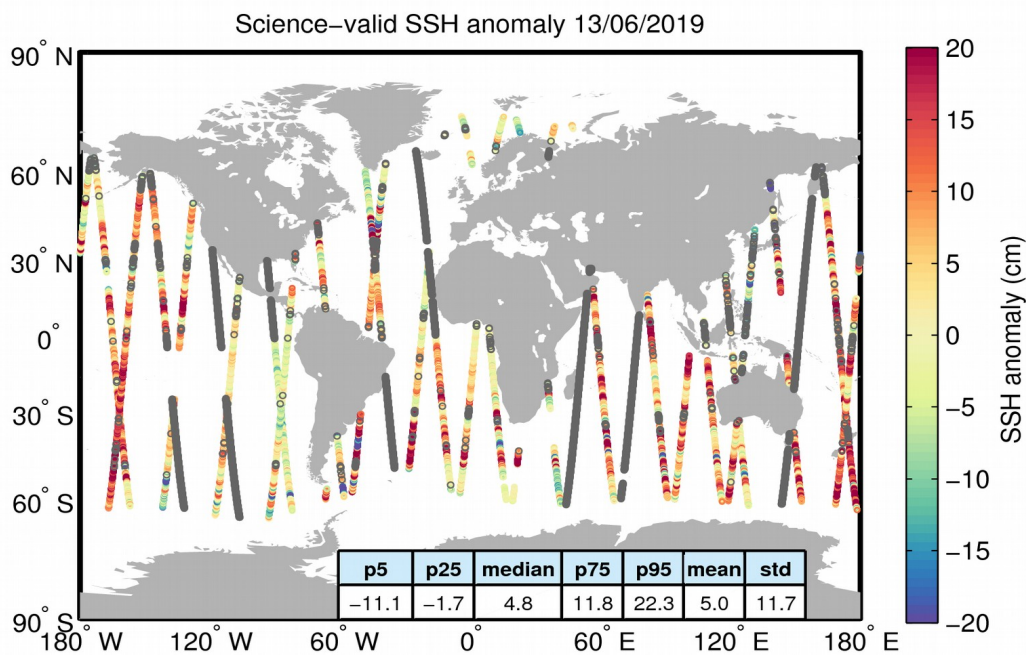 Science−valid SSH anomaly 13/06/2019
90° N
60° N
30° N
0°
30° S
60° S
90° S
180° W
120° W
60° W
0°
60° E
120° E
180° E
p5 p25 median p75 p95 mean std
−11.1 −1.7 4.8 11.8 22.3 5.0 11.7
20
15
10
5
0
−5
−10
−15
−20
SSH anomaly (cm)